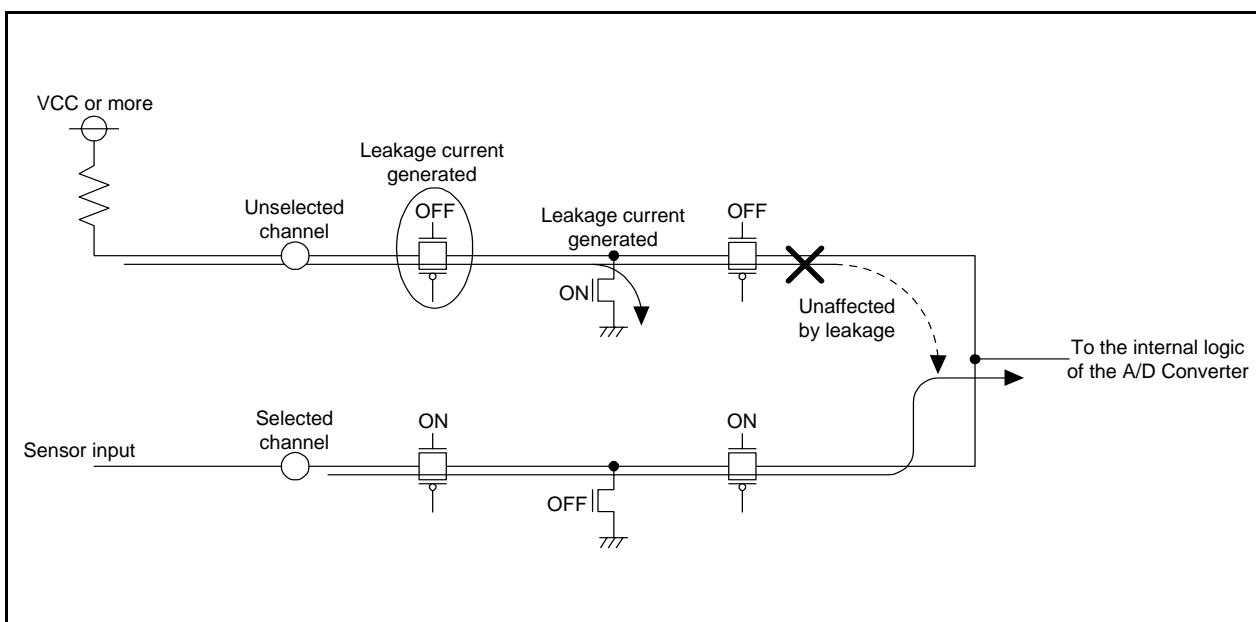 VCC or more
Leakage current
generated
Unselected
channel
OFF
Leakage current
generated
OFF
ON
Unaffected
by leakage
To the internal logic
of the A/D Converter
Sensor input
Selected
channel
ON
ON
OFF